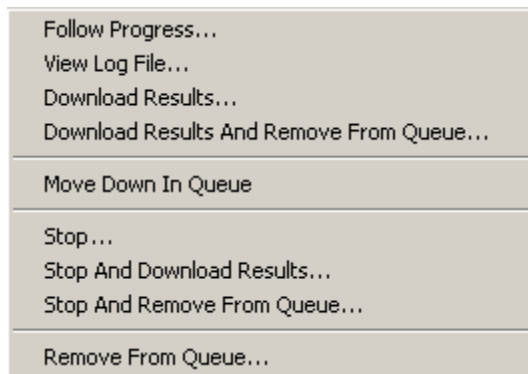 Follow Progress...
View Log File...
Download Results...
Download Results And Remove From Queue...
Move Down In Queue
Stop...
Stop And Download Results...
Stop And Remove From Queue...
Remove From Queue...